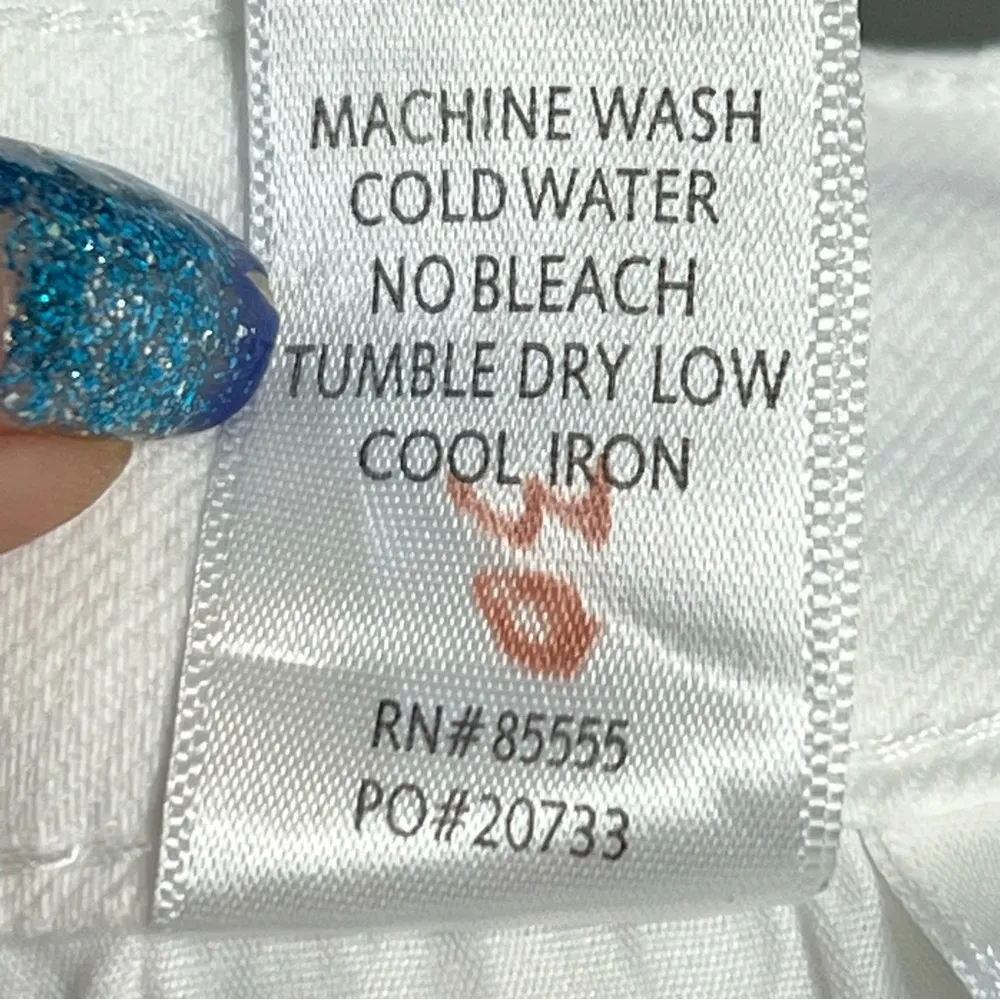 MACHINE WASH
COLD WATER
NO BLEACH
TUMBLE DRY LOW
COOL IRON
RN# 85555
PO#20733